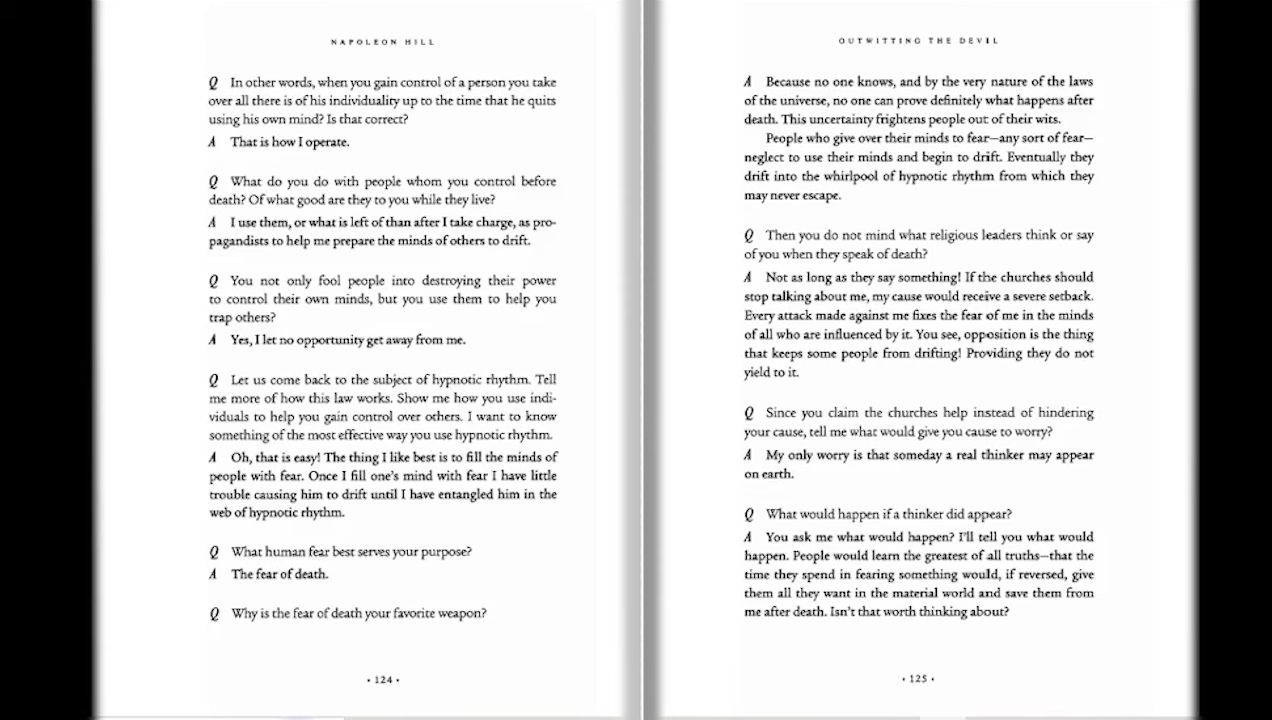 NAPOLEON HILL
Q In other words, when you gain control of a person you take
over all there is of his individuality up to the time that he quits
using his own mind? Is that correct?
A That is how I operate.
Q What do you do with people whom you control before
death? Of what good are they to you while they live?
A I use them, or what is left of than after I take charge, as pro-
pagandists to help me prepare the minds of others to drift.
Q You not only fool people into destroying their power
to control their own minds, but you use them to help you
trap others?
A Yes, I let no opportunity get away from me.
Q Let us come back to the subject of hypnotic rhythm. Tell
me more of how this law works. Show me how you use indi-
viduals to help you gain control over others. I want to know
something of the most effective way you use hypnotic rhythm.
A Oh, that is easy! The thing I like best is to fill the minds of
people with fear. Once I fill one's mind with fear I have little
trouble causing him to drift until I have entangled him in the
web of hypnotic rhythm.
Q What human fear best serves your purpose?
A The fear of death.
Q Why is the fear of death your favorite weapon?
• 124 •
OUTWITTING THE DEVIL
A Because no one knows, and by the very nature of the laws
of the universe, no one can prove definitely what happens after
death. This uncertainty frightens people out of their wits.
People who give over their minds to fear—any sort of fear—
neglect to use their minds and begin to drift. Eventually they
drift into the whirlpool of hypnotic rhythm from which they
may never escape.
Q Then you do not mind what religious leaders think or say
of you when they speak of death?
A Not as long as they say something! If the churches should
stop talking about me, my cause would receive a severe setback.
Every attack made against me fixes the fear of me in the minds
of all who are influenced by it. You see, opposition is the thing
that keeps some people from drifting! Providing they do not
yield to it.
Q Since you claim the churches help instead of hindering
your cause, tell me what would give you cause to worry?
A My only worry is that someday a real thinker may appear
on earth.
Q What would happen if a thinker did appear?
A You ask me what would happen? I'll tell you what would
happen. People would learn the greatest of all truths—that the
time they spend in fearing something would, if reversed, give
them all they want in the material world and save them from
me after death. Isn't that worth thinking about?
• 125 •